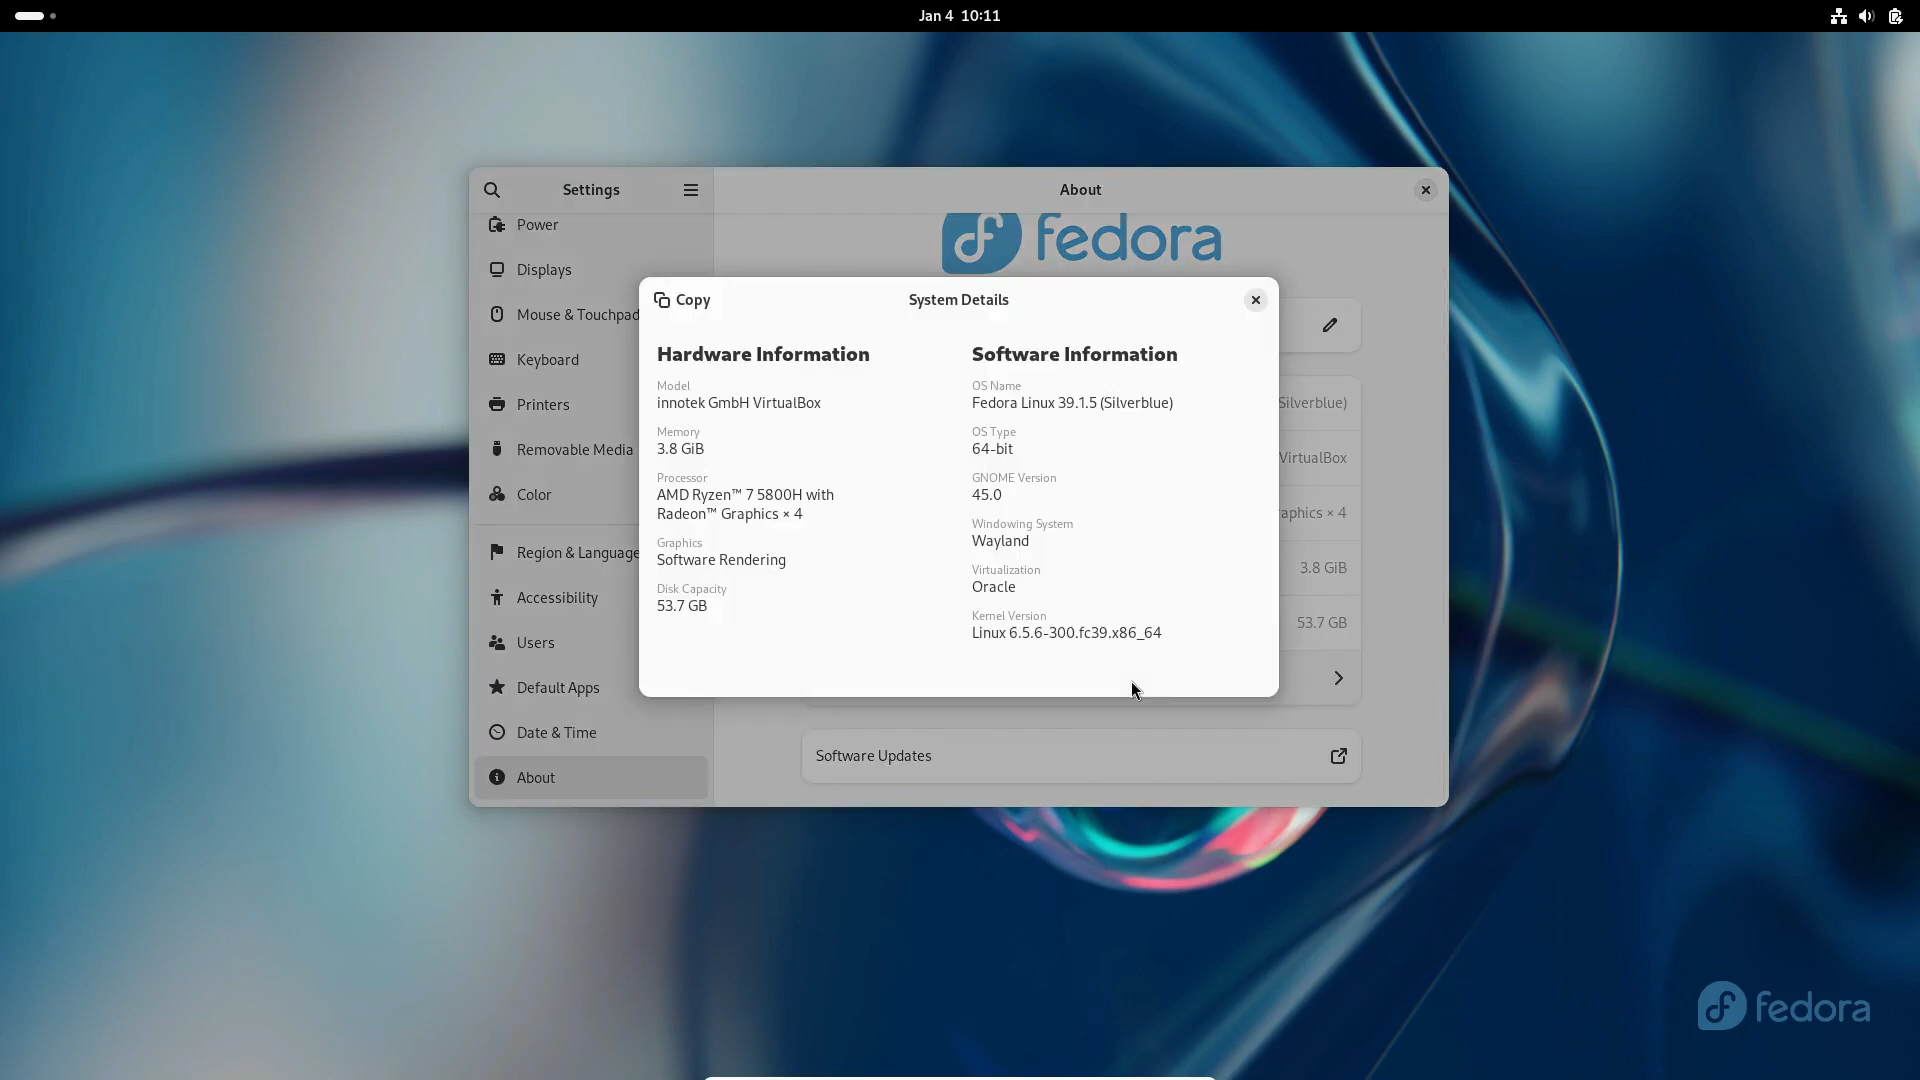 Jan 4 10:11
Settings
About
Power
fedora
Displays
Mouse & Touchpad
Keyboard
Printers
Removable Media
Color
Region & Language
Accessibility
Users
Default Apps
Date & Time
About
Copy
System Details
Hardware Information
Model
innotek GmbH VirtualBox
Memory
3.8 GiB
Processor
AMD Ryzen™ 7 5800H with
Radeon™ Graphics × 4
Graphics
Software Rendering
Disk Capacity
53.7 GB
Software Information
OS Name
Fedora Linux 39.1.5 (Silverblue)
OS Type
64-bit
GNOME Version
45.0
Windowing System
Wayland
Virtualization
Oracle
Kernel Version
Linux 6.5.6-300.fc39.x86_64
Silverblue)
VirtualBox
raphics × 4
3.8 GiB
53.7 GB
Software Updates
fedora